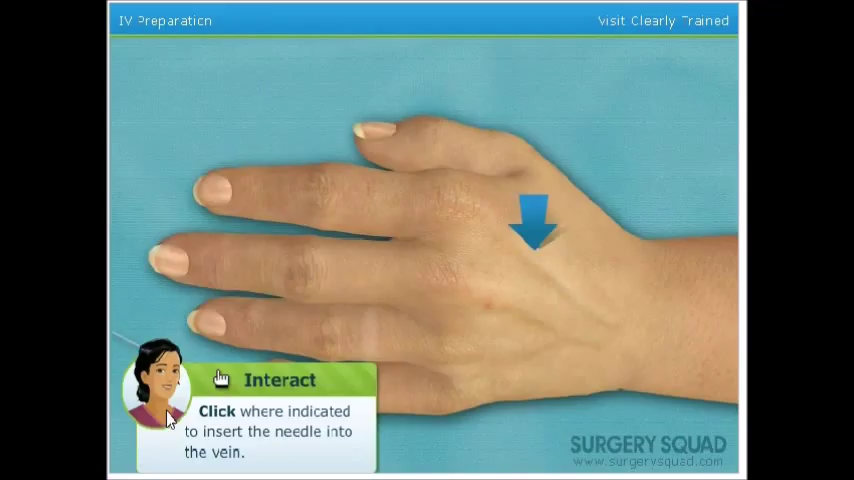 IV Preparation
Visit Clearly Trained
Interact
Click where indicated
to insert the needle into
the vein.
SURGERY SQUAD
www.surgerysquad.com